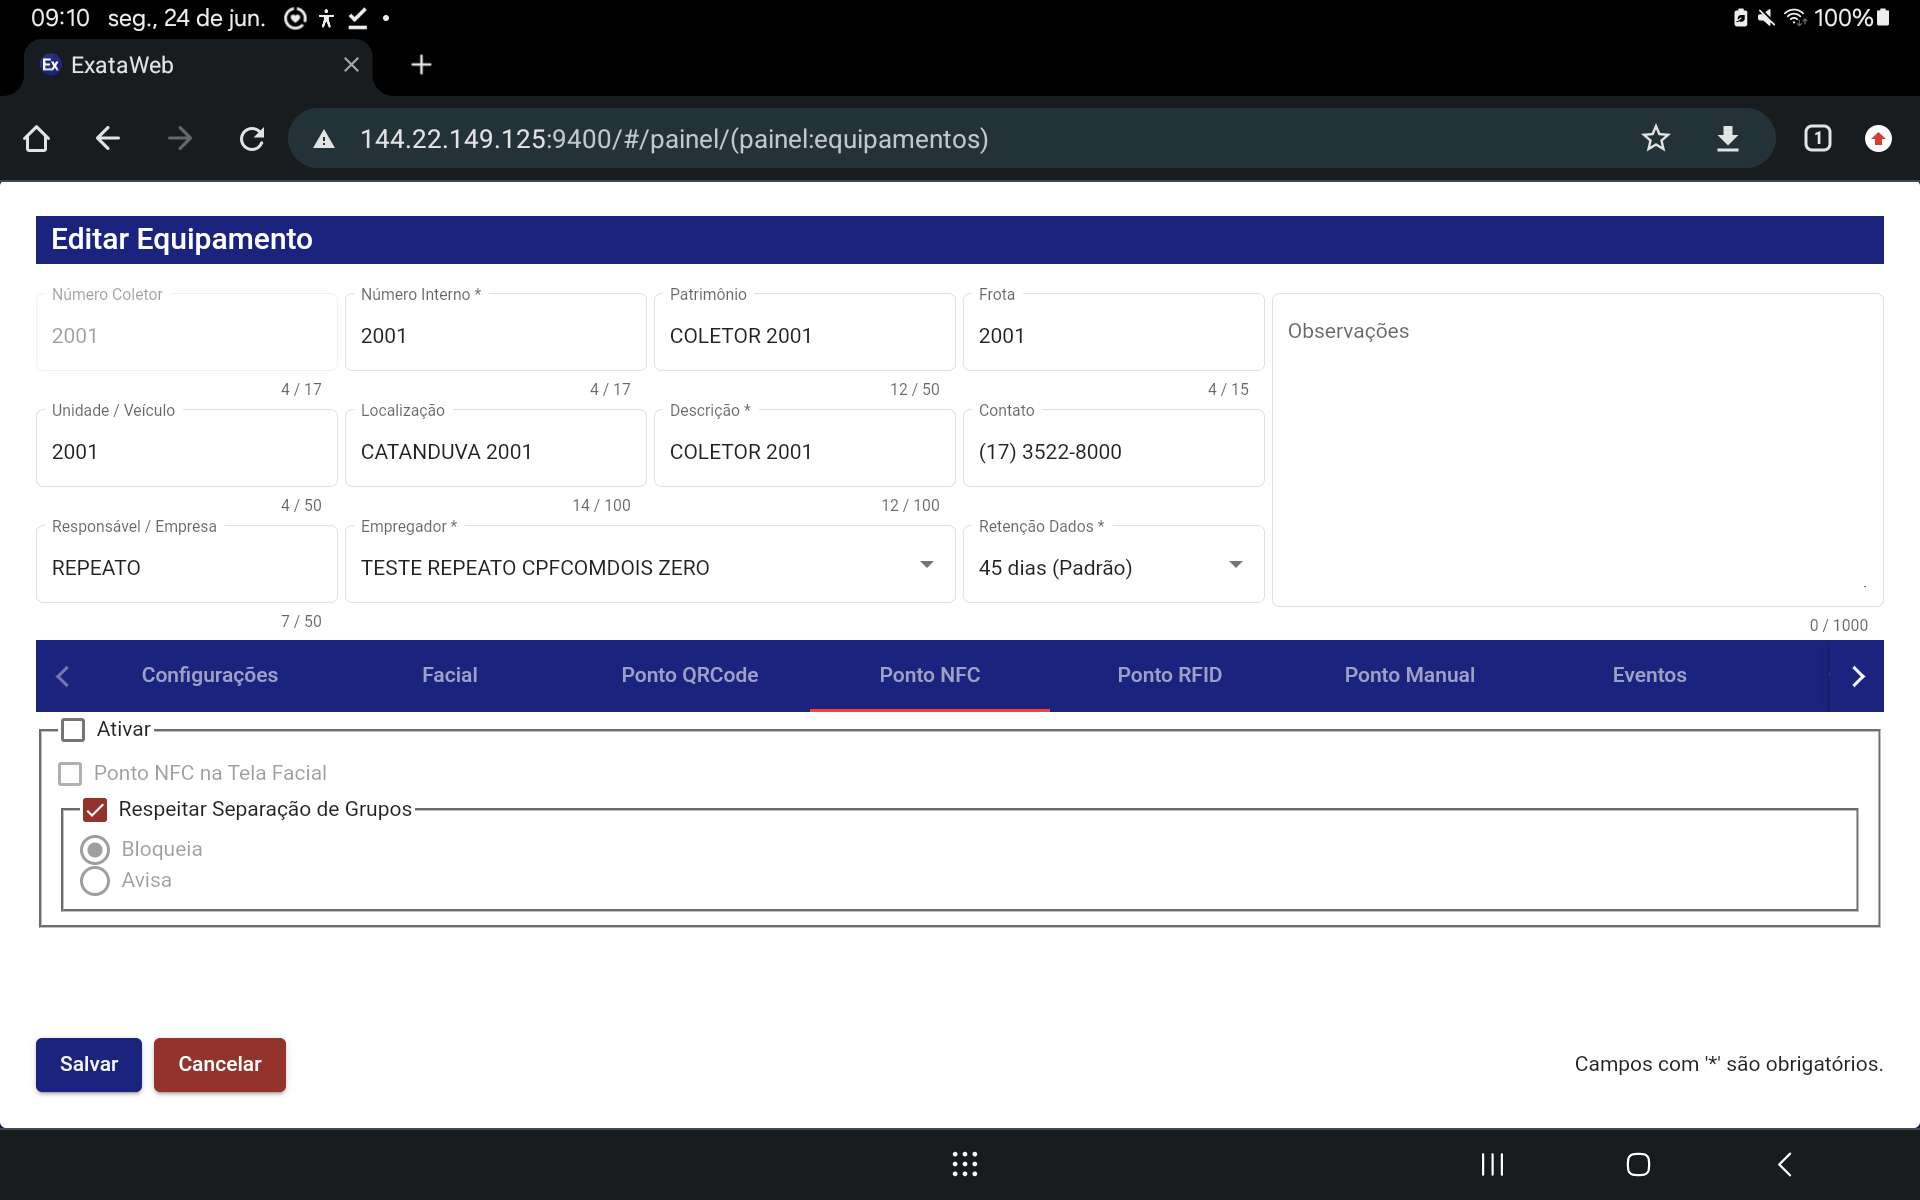 09:10 seg., 24 de jun. 100%
Ex ExataWeb
144.22.149.125:9400/#/painel/(painel:equipamentos) 1
Editar Equipamento
Número Coletor Número Interno * Patrimônio Frota
2001 2001 COLETOR 2001 2001 Observações
4 / 17 4 / 17 12 / 50 4 / 15
Unidade / Veículo Localização Descrição * Contato
2001 CATANDUVA 2001 COLETOR 2001 (17) 3522-8000
4 / 50 14 / 100 12 / 100
Responsável / Empresa Empregador * Retenção Dados *
REPEATO TESTE REPEATO CPFCOMDOIS ZERO 45 dias (Padrão)
7 / 50 0 / 1000
Configurações Facial Ponto QRCode Ponto NFC Ponto RFID Ponto Manual Eventos
Ativar
Ponto NFC na Tela Facial
Respeitar Separação de Grupos
Bloqueia
Avisa
Salvar Cancelar Campos com '*' são obrigatórios.